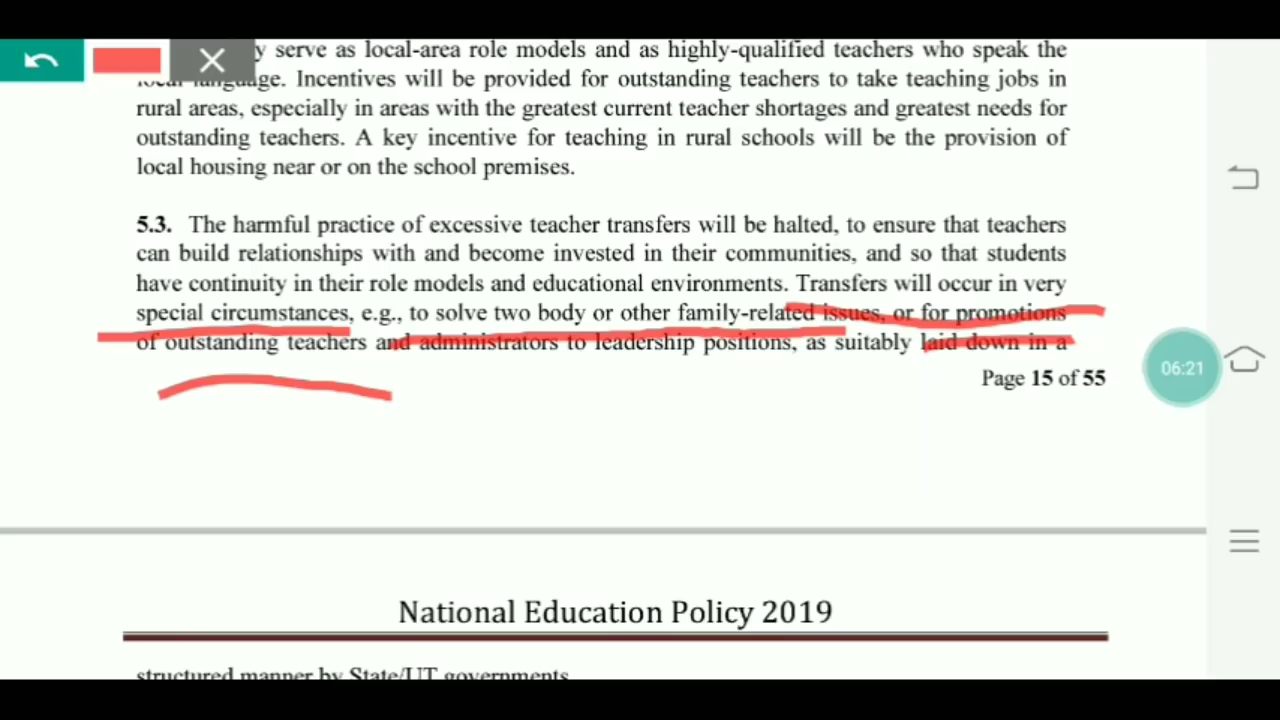 y serve as local-area role models and as highly-qualified teachers who speak the
local language. Incentives will be provided for outstanding teachers to take teaching jobs in
rural areas, especially in areas with the greatest current teacher shortages and greatest needs for
outstanding teachers. A key incentive for teaching in rural schools will be the provision of
local housing near or on the school premises.
5.3. The harmful practice of excessive teacher transfers will be halted, to ensure that teachers
can build relationships with and become invested in their communities, and so that students
have continuity in their role models and educational environments. Transfers will occur in very
special circumstances, e.g., to solve two body or other family-related issues, or for promotions
of outstanding teachers and administrators to leadership positions, as suitably laid down in a
Page 15 of 55
06:21
National Education Policy 2019
structured manner by State/UT governments